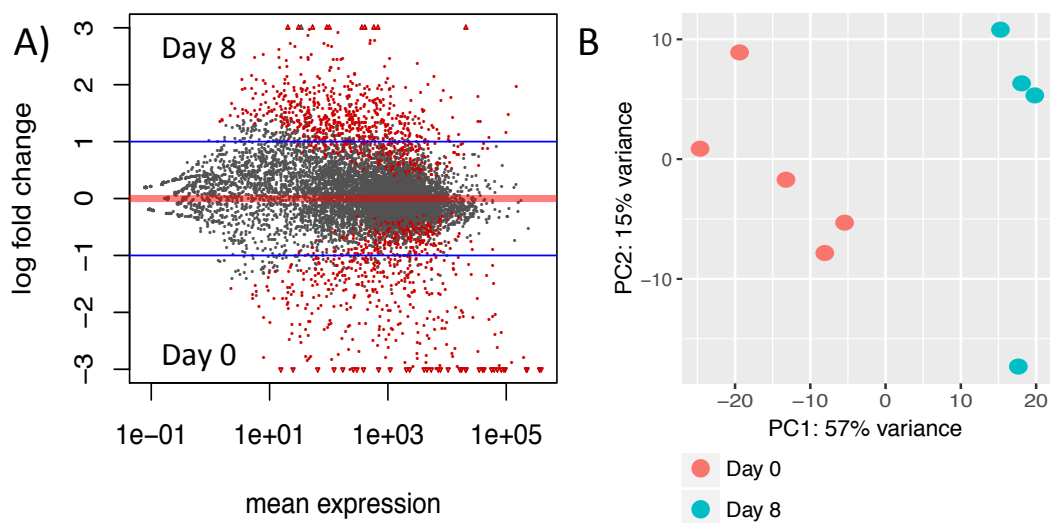 A)
Day 8
Day 0
log fold change
3
2
1
0
−1
−2
−3
1e−01
1e+01
1e+03
1e+05
mean expression
B
PC2: 15% variance
10
0
−10
−20
−10
0
10
20
PC1: 57% variance
Day 0
Day 8